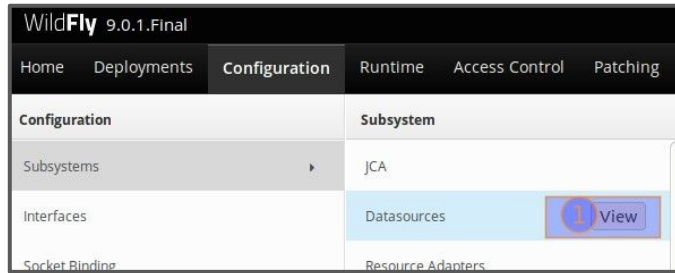 WildFly 9.0.1.Final
Home Deployments Configuration Runtime Access Control Patching
Configuration Subsystem
Subsystems JCA
Interfaces Datasources 1 View
Socket Binding Resource Adapters